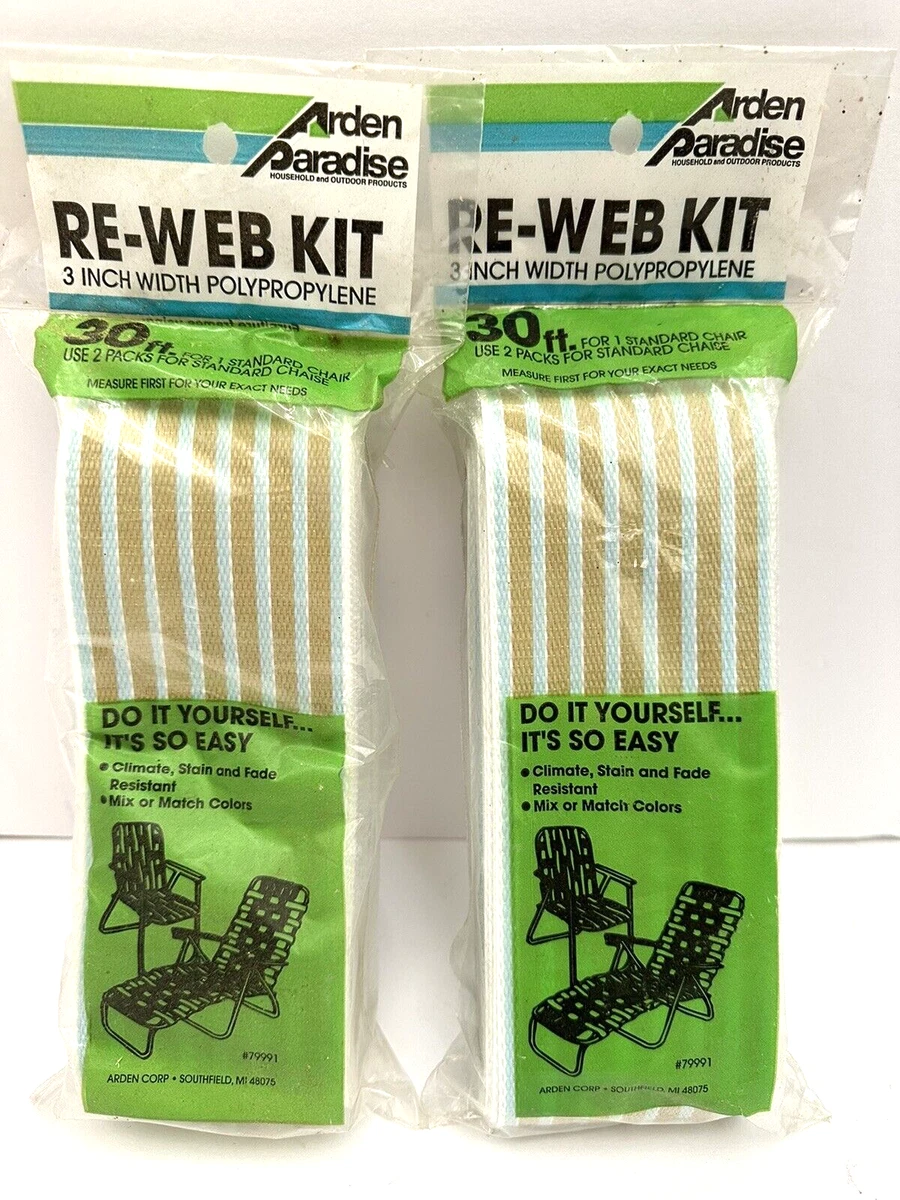 Arden
Paradise
HOUSEHOLD and OUTDOOR PRODUCTS
RE-WEB KIT
3 INCH WIDTH POLYPROPYLENE
30ft. FOR 1 STANDARD CHAIR
USE 2 PACKS FOR STANDARD CHAISE
MEASURE FIRST FOR YOUR EXACT NEEDS
DO IT YOURSELF...
IT'S SO EASY
• Climate, Stain and Fade
Resistant
• Mix or Match Colors
#79991
ARDEN CORP • SOUTHFIELD, MI 48075
Arden
Paradise
HOUSEHOLD and OUTDOOR PRODUCTS
RE-WEB KIT
3 INCH WIDTH POLYPROPYLENE
30ft. FOR 1 STANDARD CHAIR
USE 2 PACKS FOR STANDARD CHAISE
MEASURE FIRST FOR YOUR EXACT NEEDS
DO IT YOURSELF...
IT'S SO EASY
• Climate, Stain and Fade
Resistant
• Mix or Match Colors
#79991
ARDEN CORP • SOUTHFIELD, MI 48075